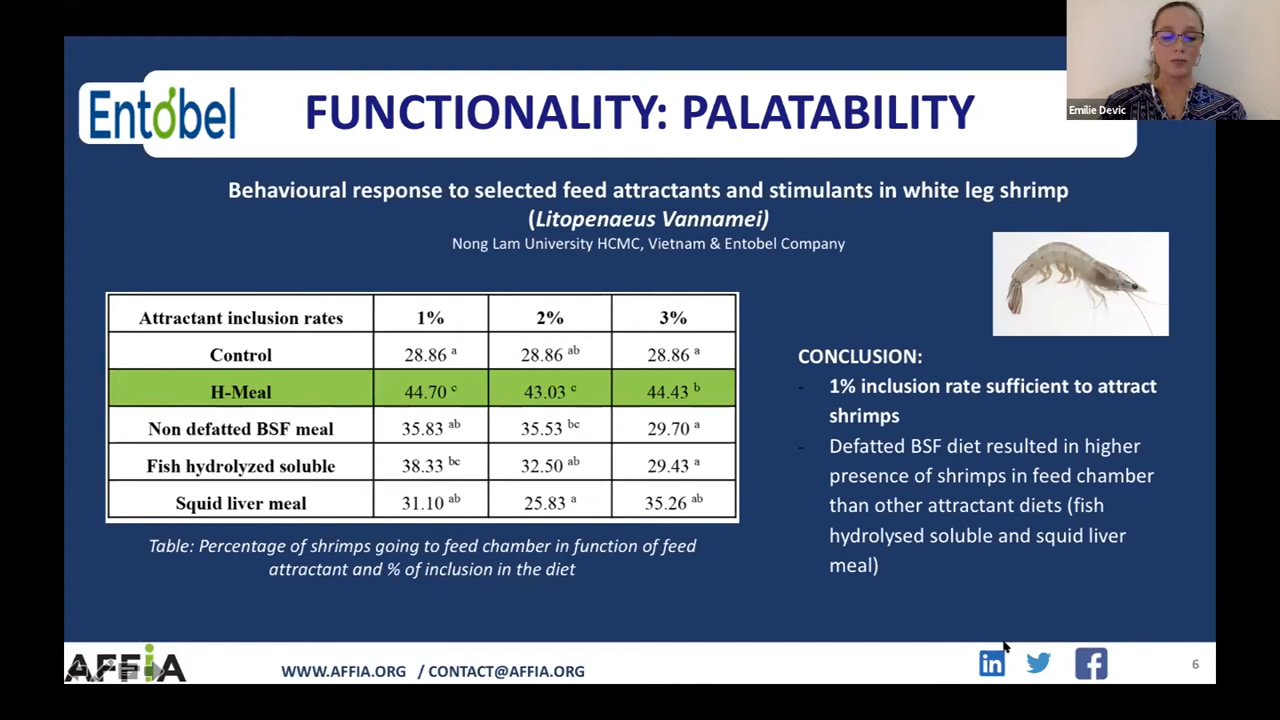 Emilie Devic
Entobel
FUNCTIONALITY: PALATABILITY
Behavioural response to selected feed attractants and stimulants in white leg shrimp
(Litopenaeus Vannamei)
Nong Lam University HCMC, Vietnam & Entobel Company
Attractant inclusion rates 1% 2% 3%
Control 28.86 a 28.86 ab 28.86 a
H-Meal 44.70 c 43.03 c 44.43 b
Non defatted BSF meal 35.83 ab 35.53 bc 29.70 a
Fish hydrolyzed soluble 38.33 bc 32.50 ab 29.43 a
Squid liver meal 31.10 ab 25.83 a 35.26 ab
Table: Percentage of shrimps going to feed chamber in function of feed
attractant and % of inclusion in the diet
CONCLUSION:
- 1% inclusion rate sufficient to attract
shrimps
- Defatted BSF diet resulted in higher
presence of shrimps in feed chamber
than other attractant diets (fish
hydrolysed soluble and squid liver
meal)
AFFiA
WWW.AFFIA.ORG / CONTACT@AFFIA.ORG
in
f
6